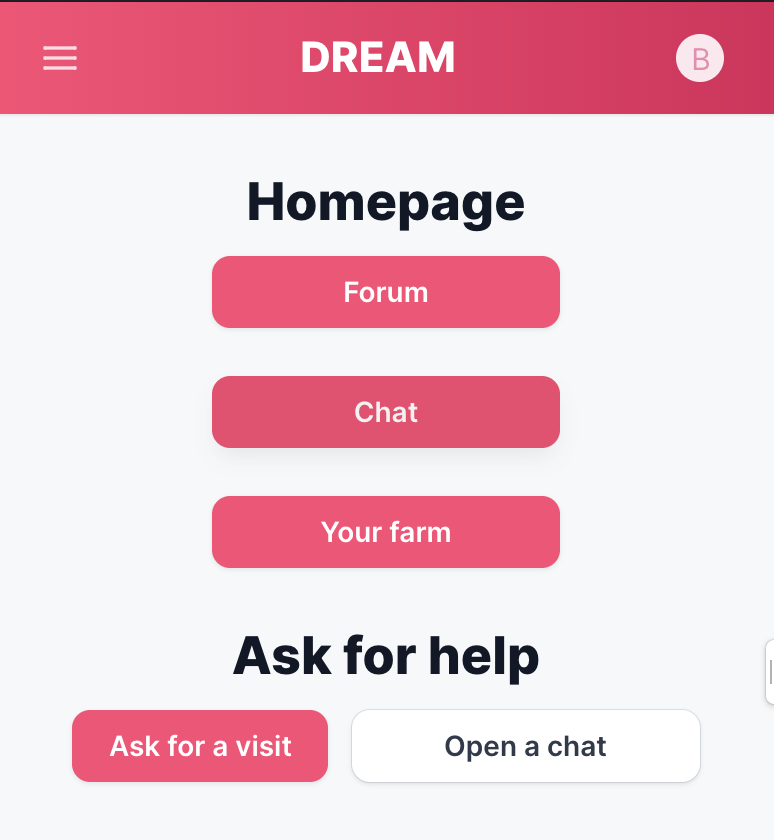 DREAM
B
Homepage
Forum
Chat
Your farm
Ask for help
Ask for a visit
Open a chat